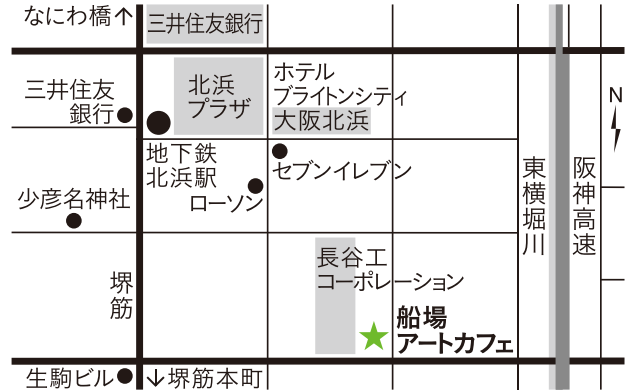 なにわ橋↑
三井住友銀行
三井住友
銀行
北浜
プラザ
ホテル
ブライトンシティ
大阪北浜
N
地下鉄
北浜駅
セブンイレブン
ローソン
少彦名神社
東横堀川
阪神高速
堺筋
長谷工
コーポレーション
船場
アートカフェ
生駒ビル
↓堺筋本町